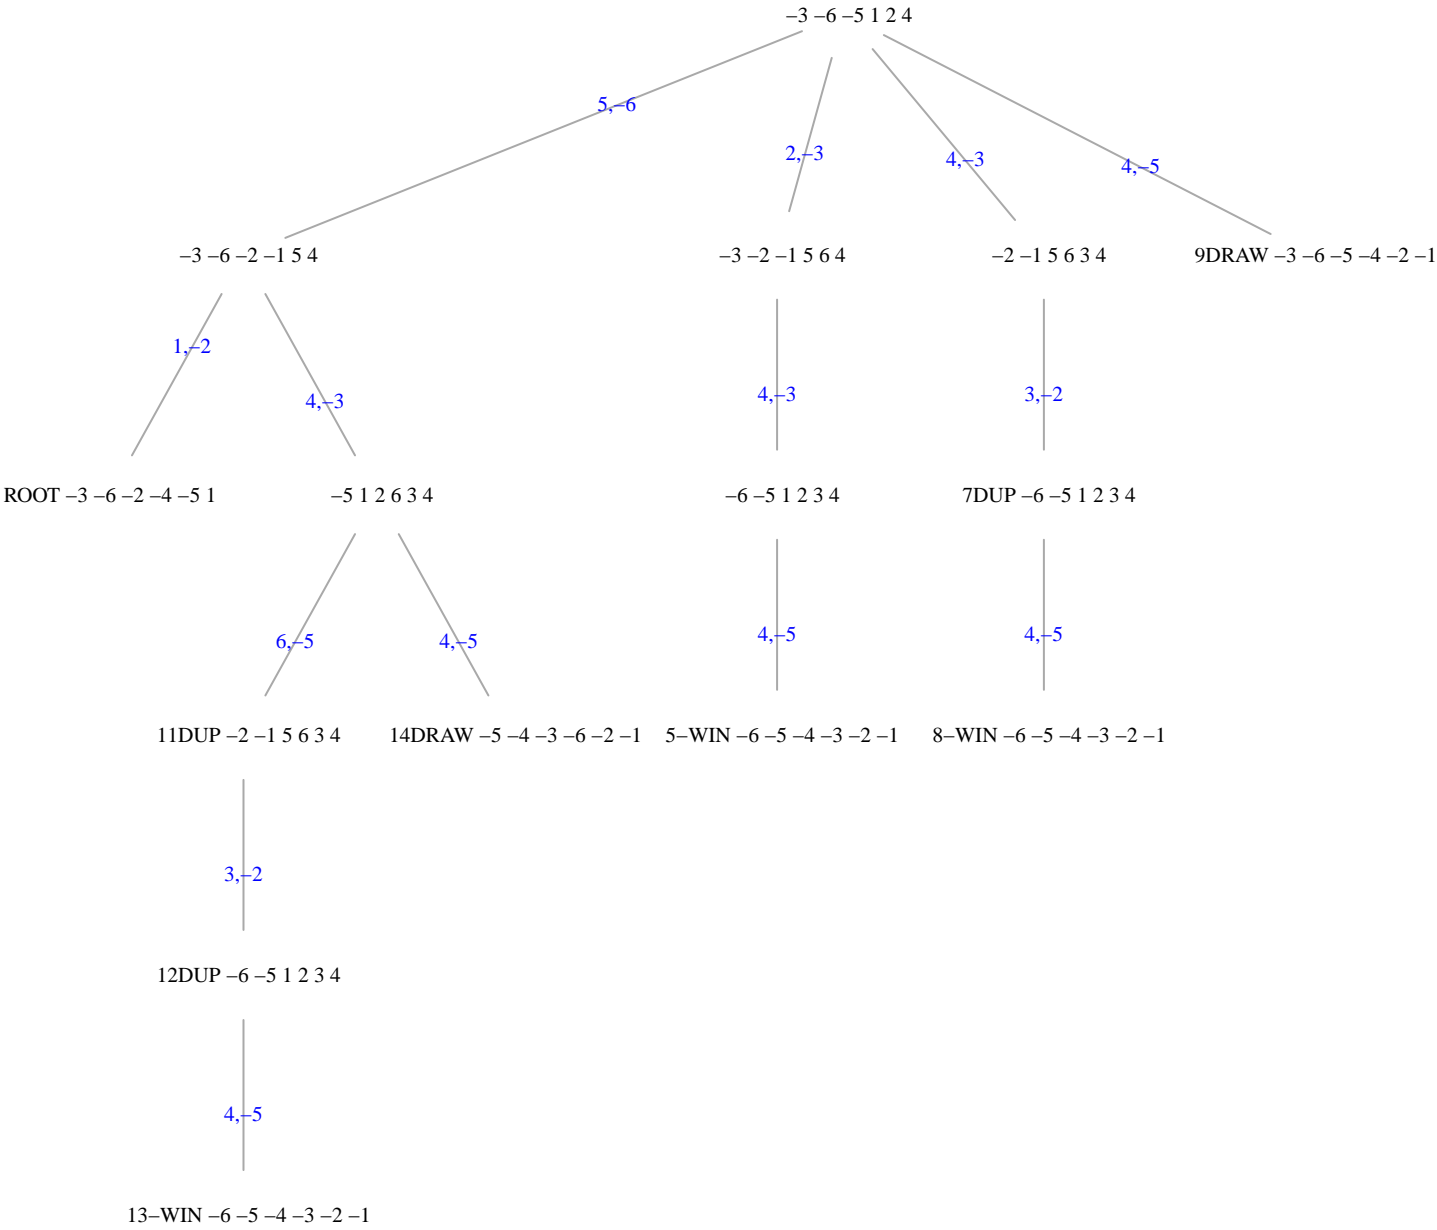 −3 −6 −5 1 2 4
5,−6
2,−3
4,−3
4,−5
−3 −6 −2 −1 5 4
−3 −2 −1 5 6 4
−2 −1 5 6 3 4
9DRAW −3 −6 −5 −4 −2 −1
1,−2
4,−3
4,−3
3,−2
ROOT −3 −6 −2 −4 −5 1
−5 1 2 6 3 4
−6 −5 1 2 3 4
7DUP −6 −5 1 2 3 4
6,−5
4,−5
4,−5
4,−5
11DUP −2 −1 5 6 3 4
14DRAW −5 −4 −3 −6 −2 −1
5−WIN −6 −5 −4 −3 −2 −1
8−WIN −6 −5 −4 −3 −2 −1
3,−2
12DUP −6 −5 1 2 3 4
4,−5
13−WIN −6 −5 −4 −3 −2 −1